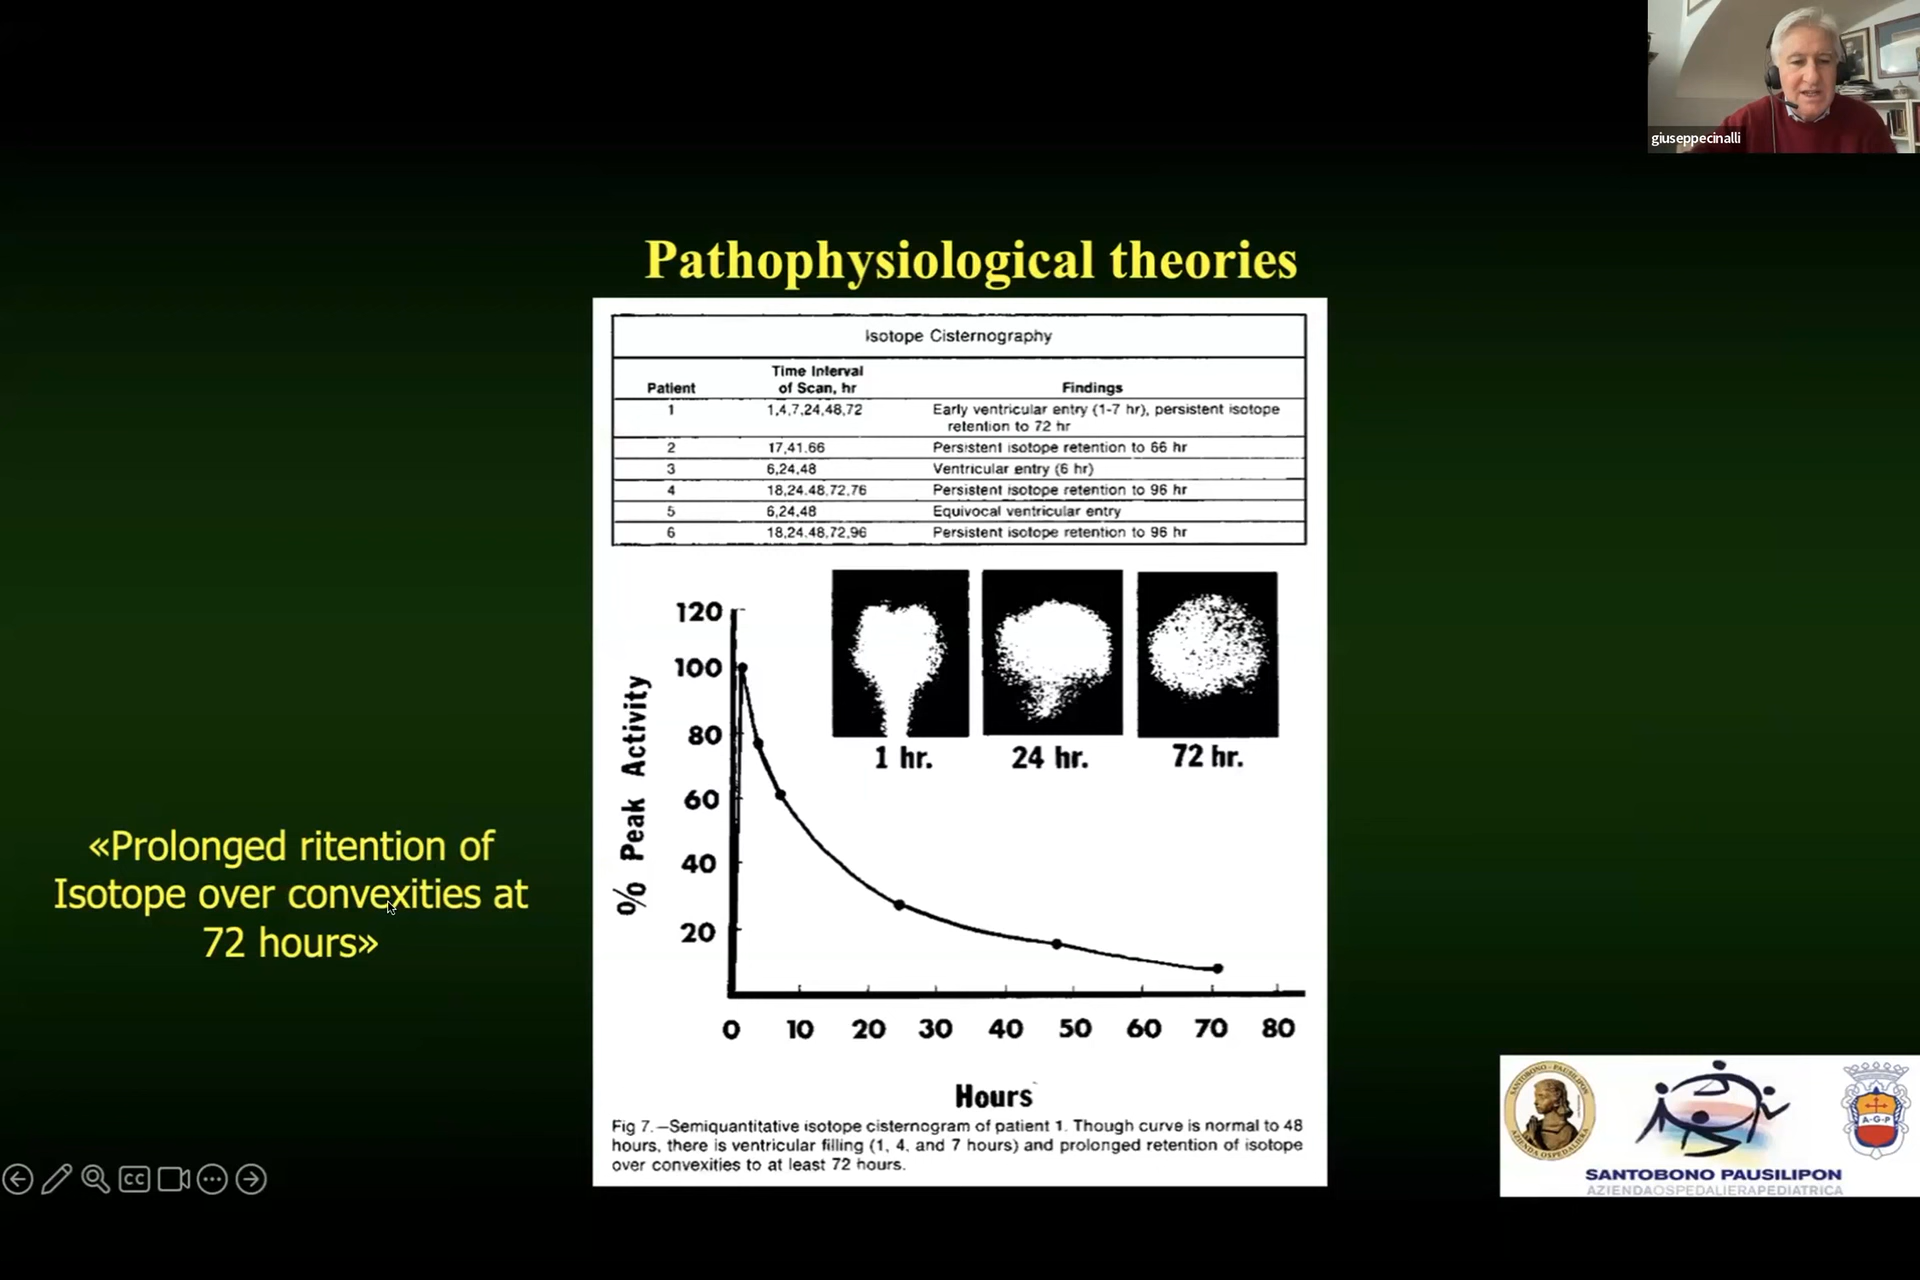 giuseppecinalli
Pathophysiological theories
Isotope Cisternography
Patient
Time Interval
of Scan, hr
Findings
1 1,4,7,24,48,72 Early ventricular entry (1-7 hr), persistent isotope
retention to 72 hr
2 17,41.66 Persistent isotope retention to 66 hr
3 6,24,48 Ventricular entry (6 hr)
4 18,24.48,72,76 Persistent isotope retention to 96 hr
5 6,24,48 Equivocal ventricular entry
6 18,24.48,72,96 Persistent isotope retention to 96 hr
% Peak Activity
120
100
80
60
40
20
1 hr. 24 hr. 72 hr.
0 10 20 30 40 50 60 70 80
Hours
Fig 7.—Semiquantitative isotope cisternogram of patient 1. Though curve is normal to 48
hours, there is ventricular filling (1, 4, and 7 hours) and prolonged retention of isotope
over convexities to at least 72 hours.
«Prolonged ritention of
Isotope over convexities at
72 hours»
SANTOBONO - PAUSILIPON
AZIENDA OSPEDALIERA
A-G-P
SANTOBONO PAUSILIPON
AZIENDAOSPEDALIERAPEDIATRICA
CC